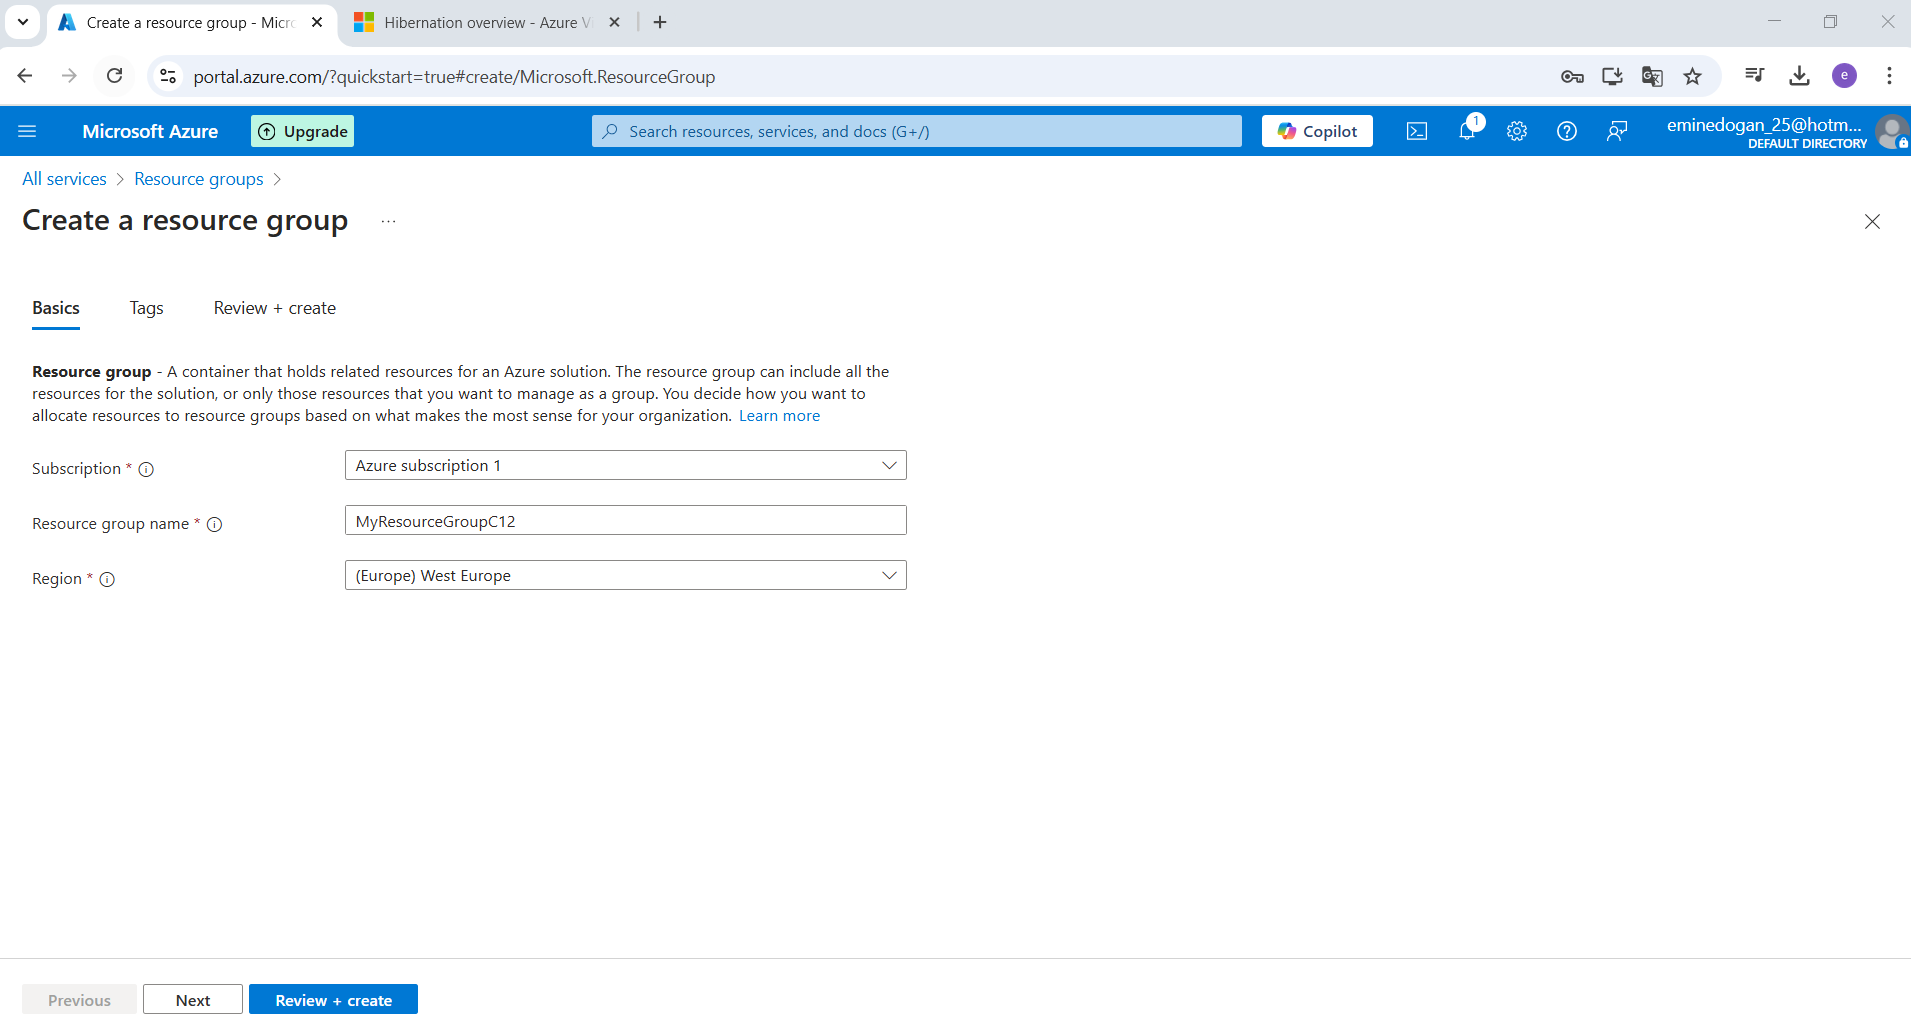 Create a resource group - Micro
Hibernation overview - Azure V
portal.azure.com/?quickstart=true#create/Microsoft.ResourceGroup
e
Microsoft Azure
Upgrade
Search resources, services, and docs (G+/)
Copilot
1
eminedogan_25@hotm...
DEFAULT DIRECTORY
All services > Resource groups >
Create a resource group ...
Basics Tags Review + create
Resource group - A container that holds related resources for an Azure solution. The resource group can include all the
resources for the solution, or only those resources that you want to manage as a group. You decide how you want to
allocate resources to resource groups based on what makes the most sense for your organization. Learn more
Subscription * Azure subscription 1
Resource group name * MyResourceGroupC12
Region * (Europe) West Europe
Previous Next Review + create